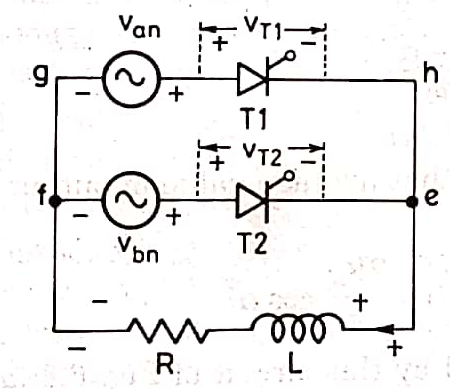 v_an
v_T1
+ −
g − + h
T1
v_T2
+ −
f − + e
v_bn
T2
− +
− +
R L